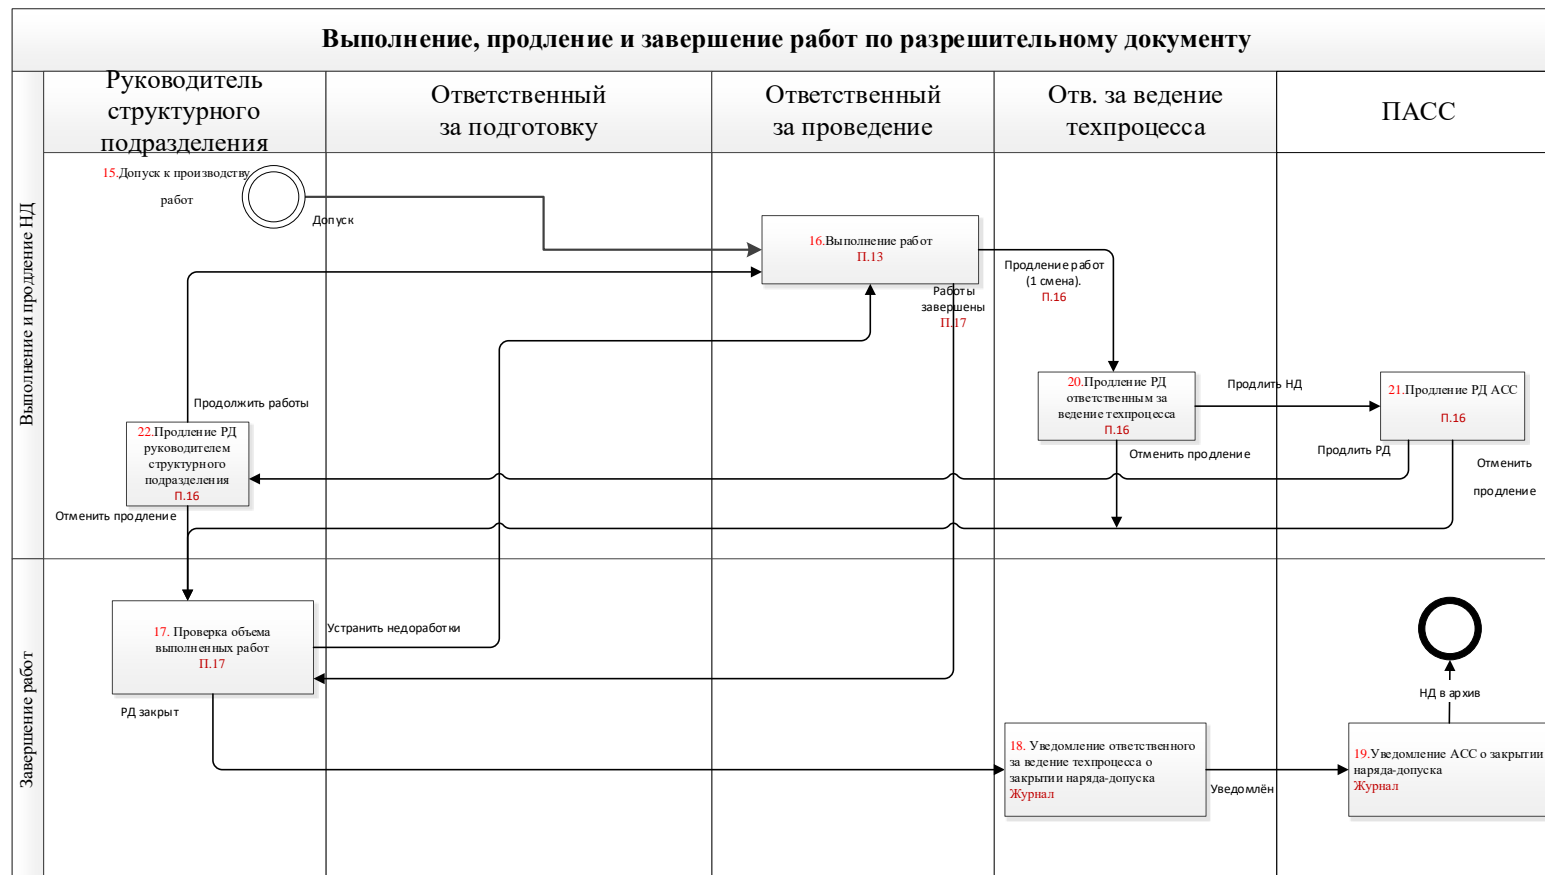 Выполнение, продление и завершение работ по разрешительному документу
Руководитель
структурного
подразделения
Ответственный
за подготовку
Ответственный
за проведение
Отв. за ведение
техпроцесса
ПАСС
Выполнение и продление НД
15.Допуск к производству
работ
Допуск
16.Выполнение работ
П.13
Продление работ
(1 смена).
П.16
Работы
завершены
П.17
20.Продление РД
ответственным за
ведение техпроцесса
П.16
Продлить НД
21.Продление РД АСС
П.16
Продолжить работы
22.Продление РД
руководителем
структурного
подразделения
П.16
Отменить продление
Продлить РД
Отменить
продление
Отменить продление
Завершение работ
17. Проверка объема
выполненных работ
П.17
Устранить недоработки
РД закрыт
НД в архив
18. Уведомление ответственного
за ведение техпроцесса о
закрытии наряда-допуска
Журнал
Уведомлён
19.Уведомление АСС о закрытии
наряда-допуска
Журнал